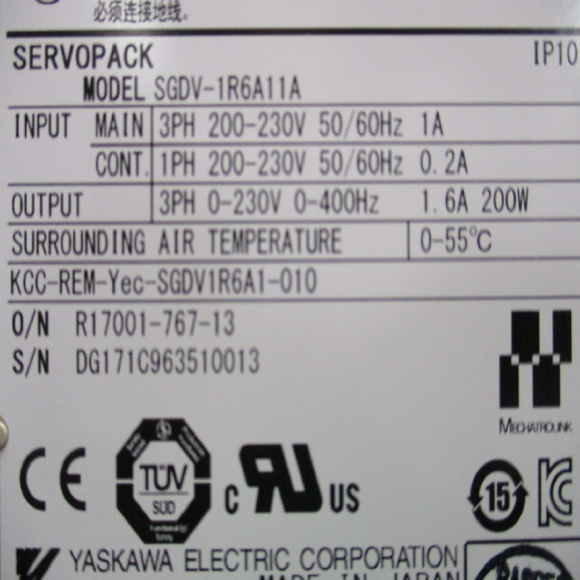 必须连接地线。
SERVOPACK IP10
MODEL SGDV-1R6A11A
INPUT MAIN 3PH 200-230V 50/60Hz 1A
CONT. 1PH 200-230V 50/60Hz 0.2A
OUTPUT 3PH 0-230V 0-400Hz 1.6A 200W
SURROUNDING AIR TEMPERATURE 0-55℃
KCC-REM-Yec-SGDV1R6A1-010
O/N R17001-767-13
S/N DG171C963510013
MECHATROLINK
CE TÜV SÜD c RU US 15 KC
YASKAWA ELECTRIC CORPORATION
MADE IN JAPAN